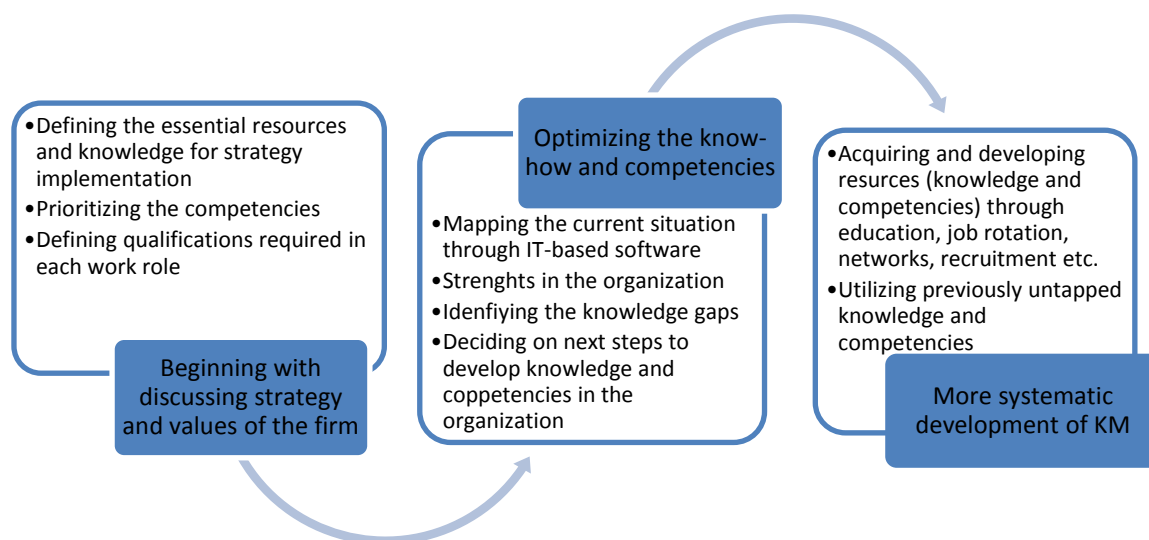 •Defining the essential resources
and knowledge for strategy
implementation
•Prioritizing the competencies
•Defining qualifications required in
each work role
Beginning with
discussing strategy
and values of the firm
Optimizing the know-
how and competencies
•Mapping the current situation
through IT-based software
•Strenghts in the organization
•Idenfiying the knowledge gaps
•Deciding on next steps to
develop knowledge and
coppetencies in the
organization
•Acquiring and developing
resurces (knowledge and
competencies) through
education, job rotation,
networks, recruitment etc.
•Utilizing previously untapped
knowledge and
competencies
More systematic
development of KM